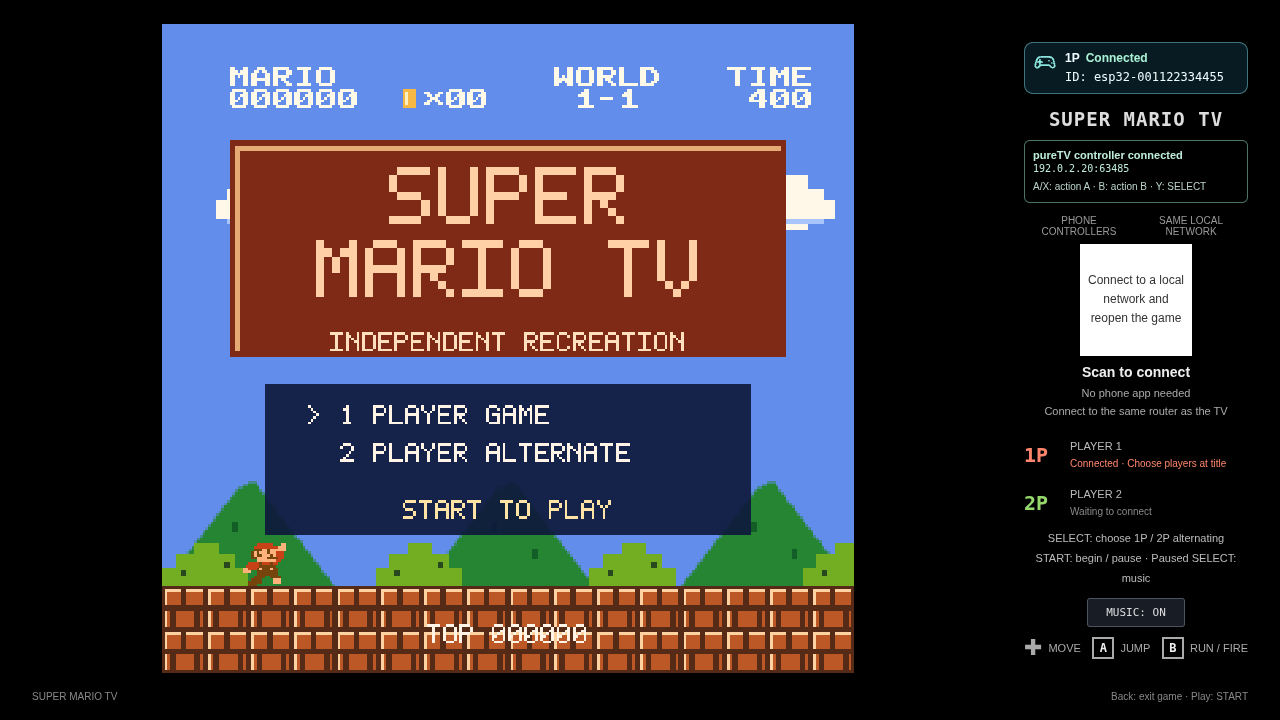 MARIO
000000
×00
WORLD
1-1
TIME
400
SUPER
MARIO TV
INDEPENDENT RECREATION
> 1 PLAYER GAME
2 PLAYER ALTERNATE
START TO PLAY
TOP 000000
SUPER MARIO TV
1P Connected
ID: esp32-001122334455
SUPER MARIO TV
pureTV controller connected
192.0.2.20:63485
A/X: action A · B: action B · Y: SELECT
PHONE
CONTROLLERS
SAME LOCAL
NETWORK
Connect to a local
network and
reopen the game
Scan to connect
No phone app needed
Connect to the same router as the TV
1P
PLAYER 1
Connected · Choose players at title
2P
PLAYER 2
Waiting to connect
SELECT: choose 1P / 2P alternating
START: begin / pause · Paused SELECT:
music
MUSIC: ON
MOVE
A JUMP
B RUN / FIRE
Back: exit game · Play: START